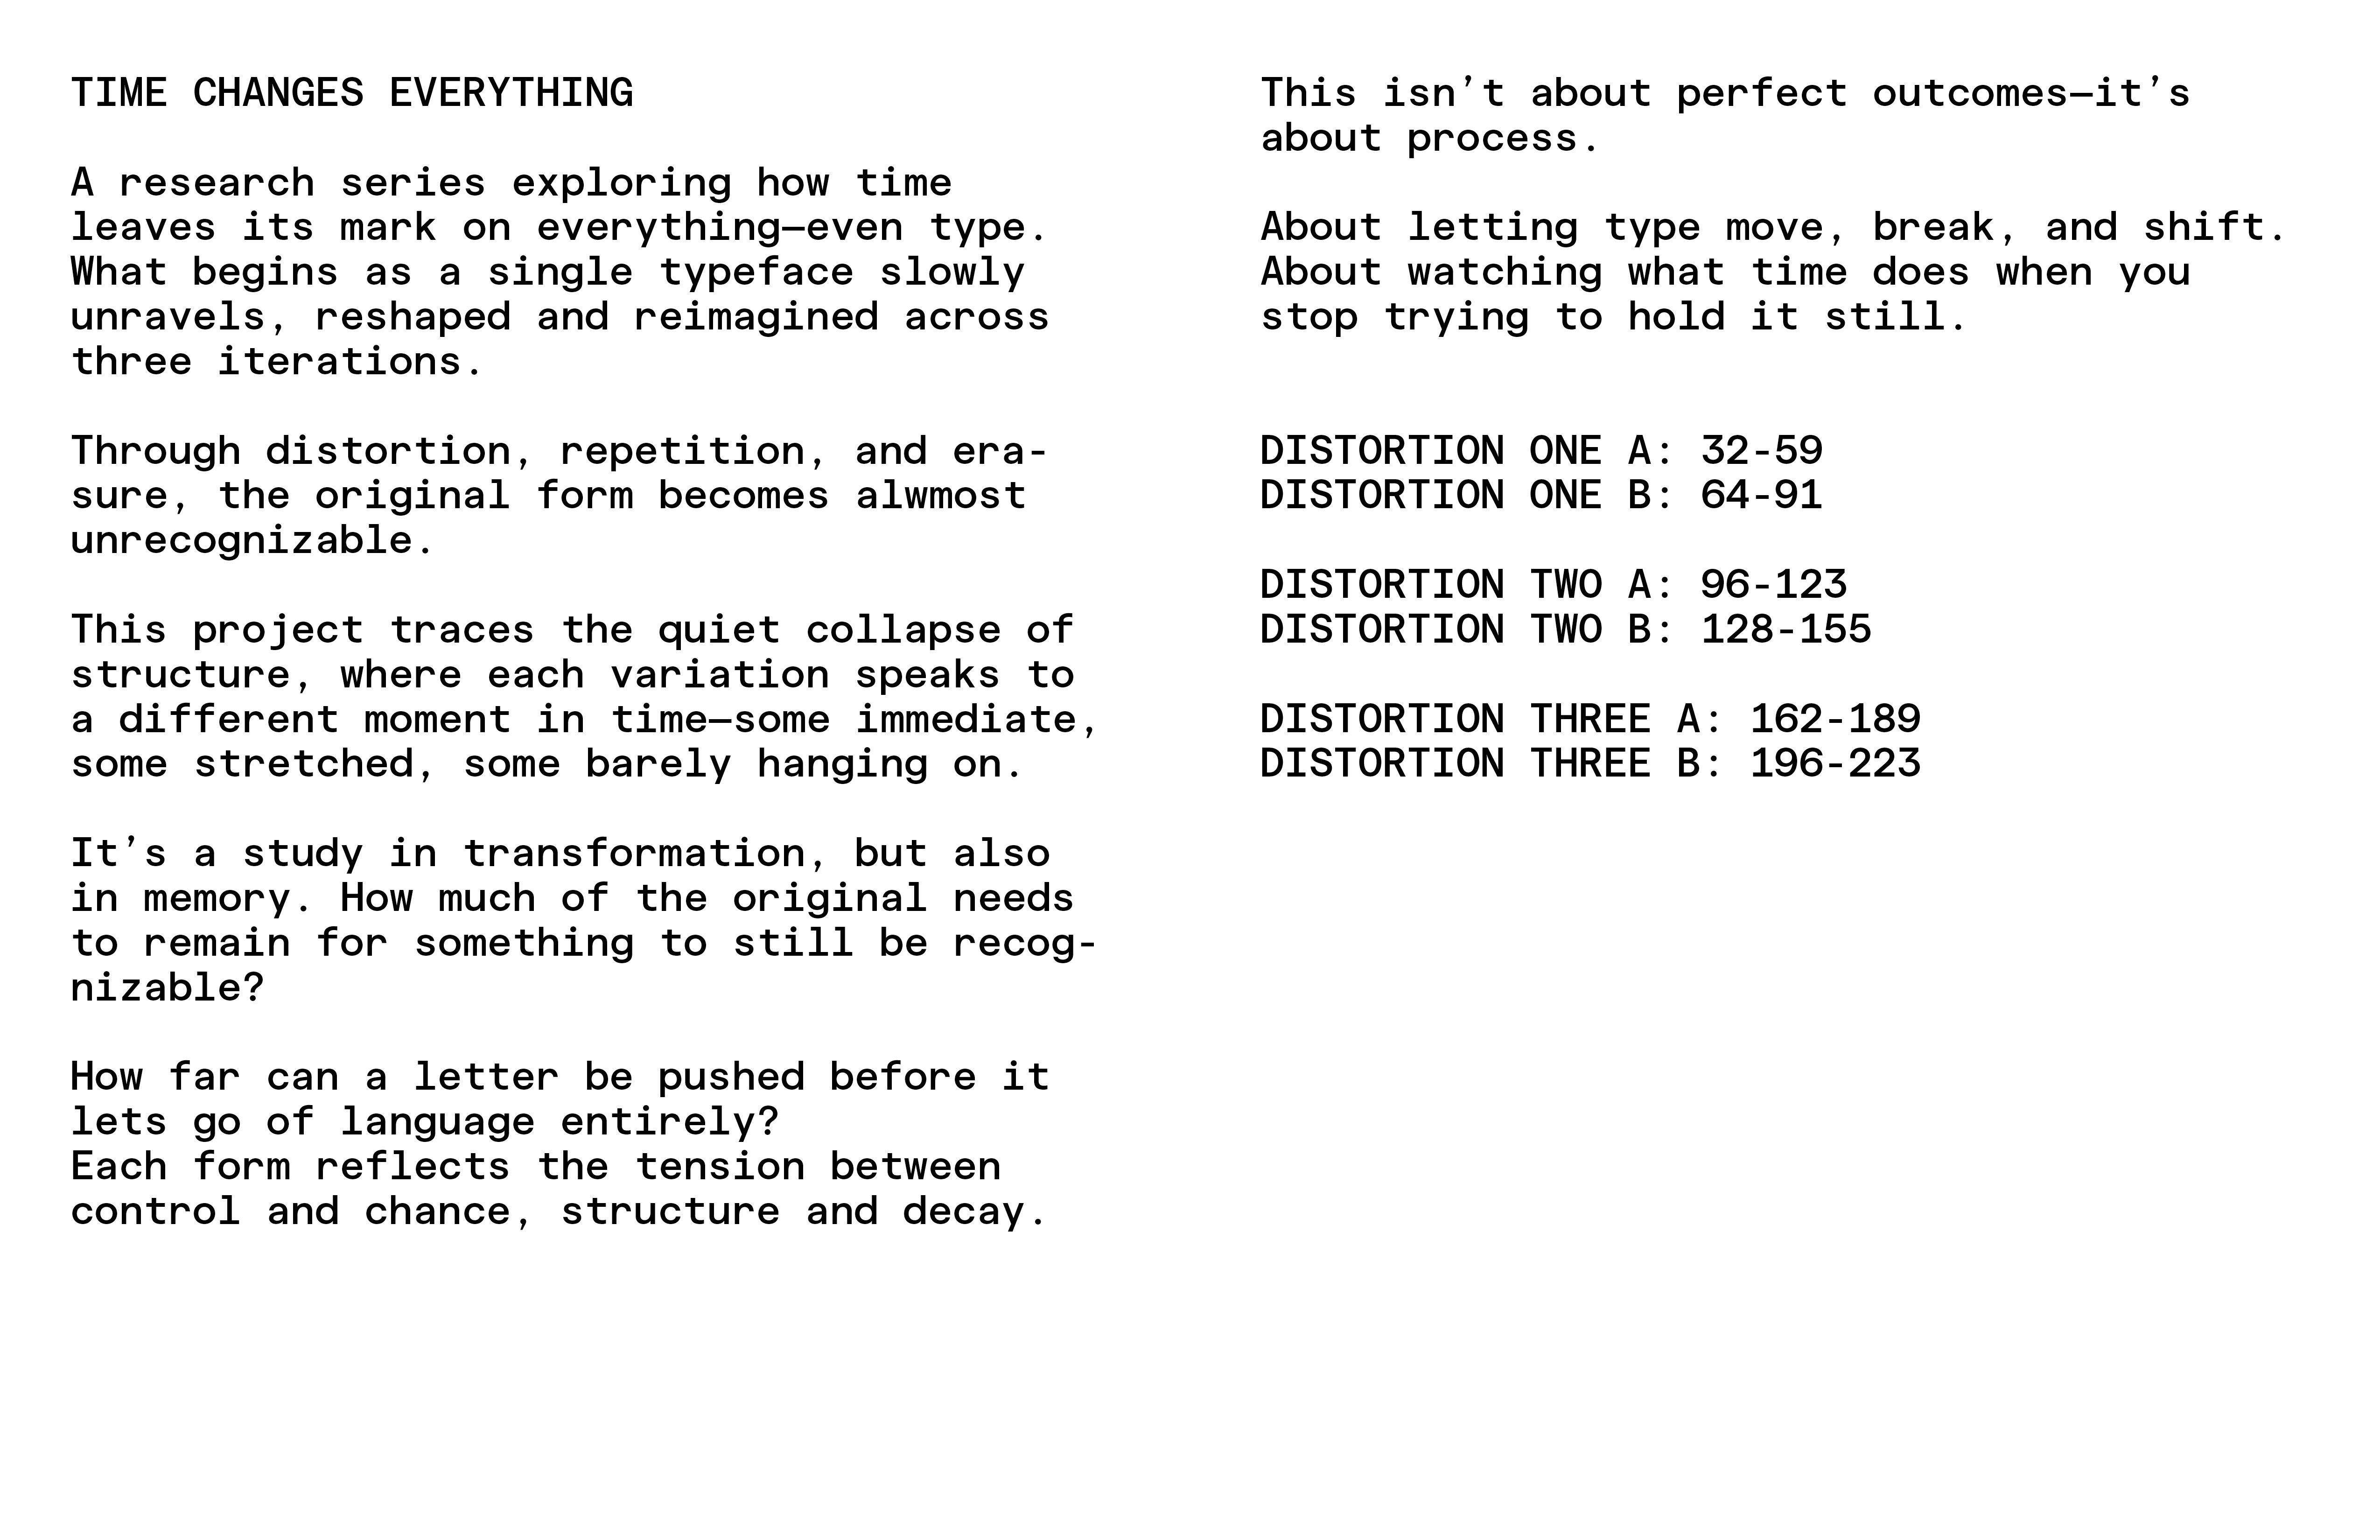 TIME CHANGES EVERYTHING
A research series exploring how time
leaves its mark on everything—even type.
What begins as a single typeface slowly
unravels, reshaped and reimagined across
three iterations.
Through distortion, repetition, and era-
sure, the original form becomes alwmost
unrecognizable.
This project traces the quiet collapse of
structure, where each variation speaks to
a different moment in time—some immediate,
some stretched, some barely hanging on.
It’s a study in transformation, but also
in memory. How much of the original needs
to remain for something to still be recog-
nizable?
How far can a letter be pushed before it
lets go of language entirely?
Each form reflects the tension between
control and chance, structure and decay.
This isn’t about perfect outcomes—it’s
about process.
About letting type move, break, and shift.
About watching what time does when you
stop trying to hold it still.
DISTORTION ONE A: 32-59
DISTORTION ONE B: 64-91
DISTORTION TWO A: 96-123
DISTORTION TWO B: 128-155
DISTORTION THREE A: 162-189
DISTORTION THREE B: 196-223